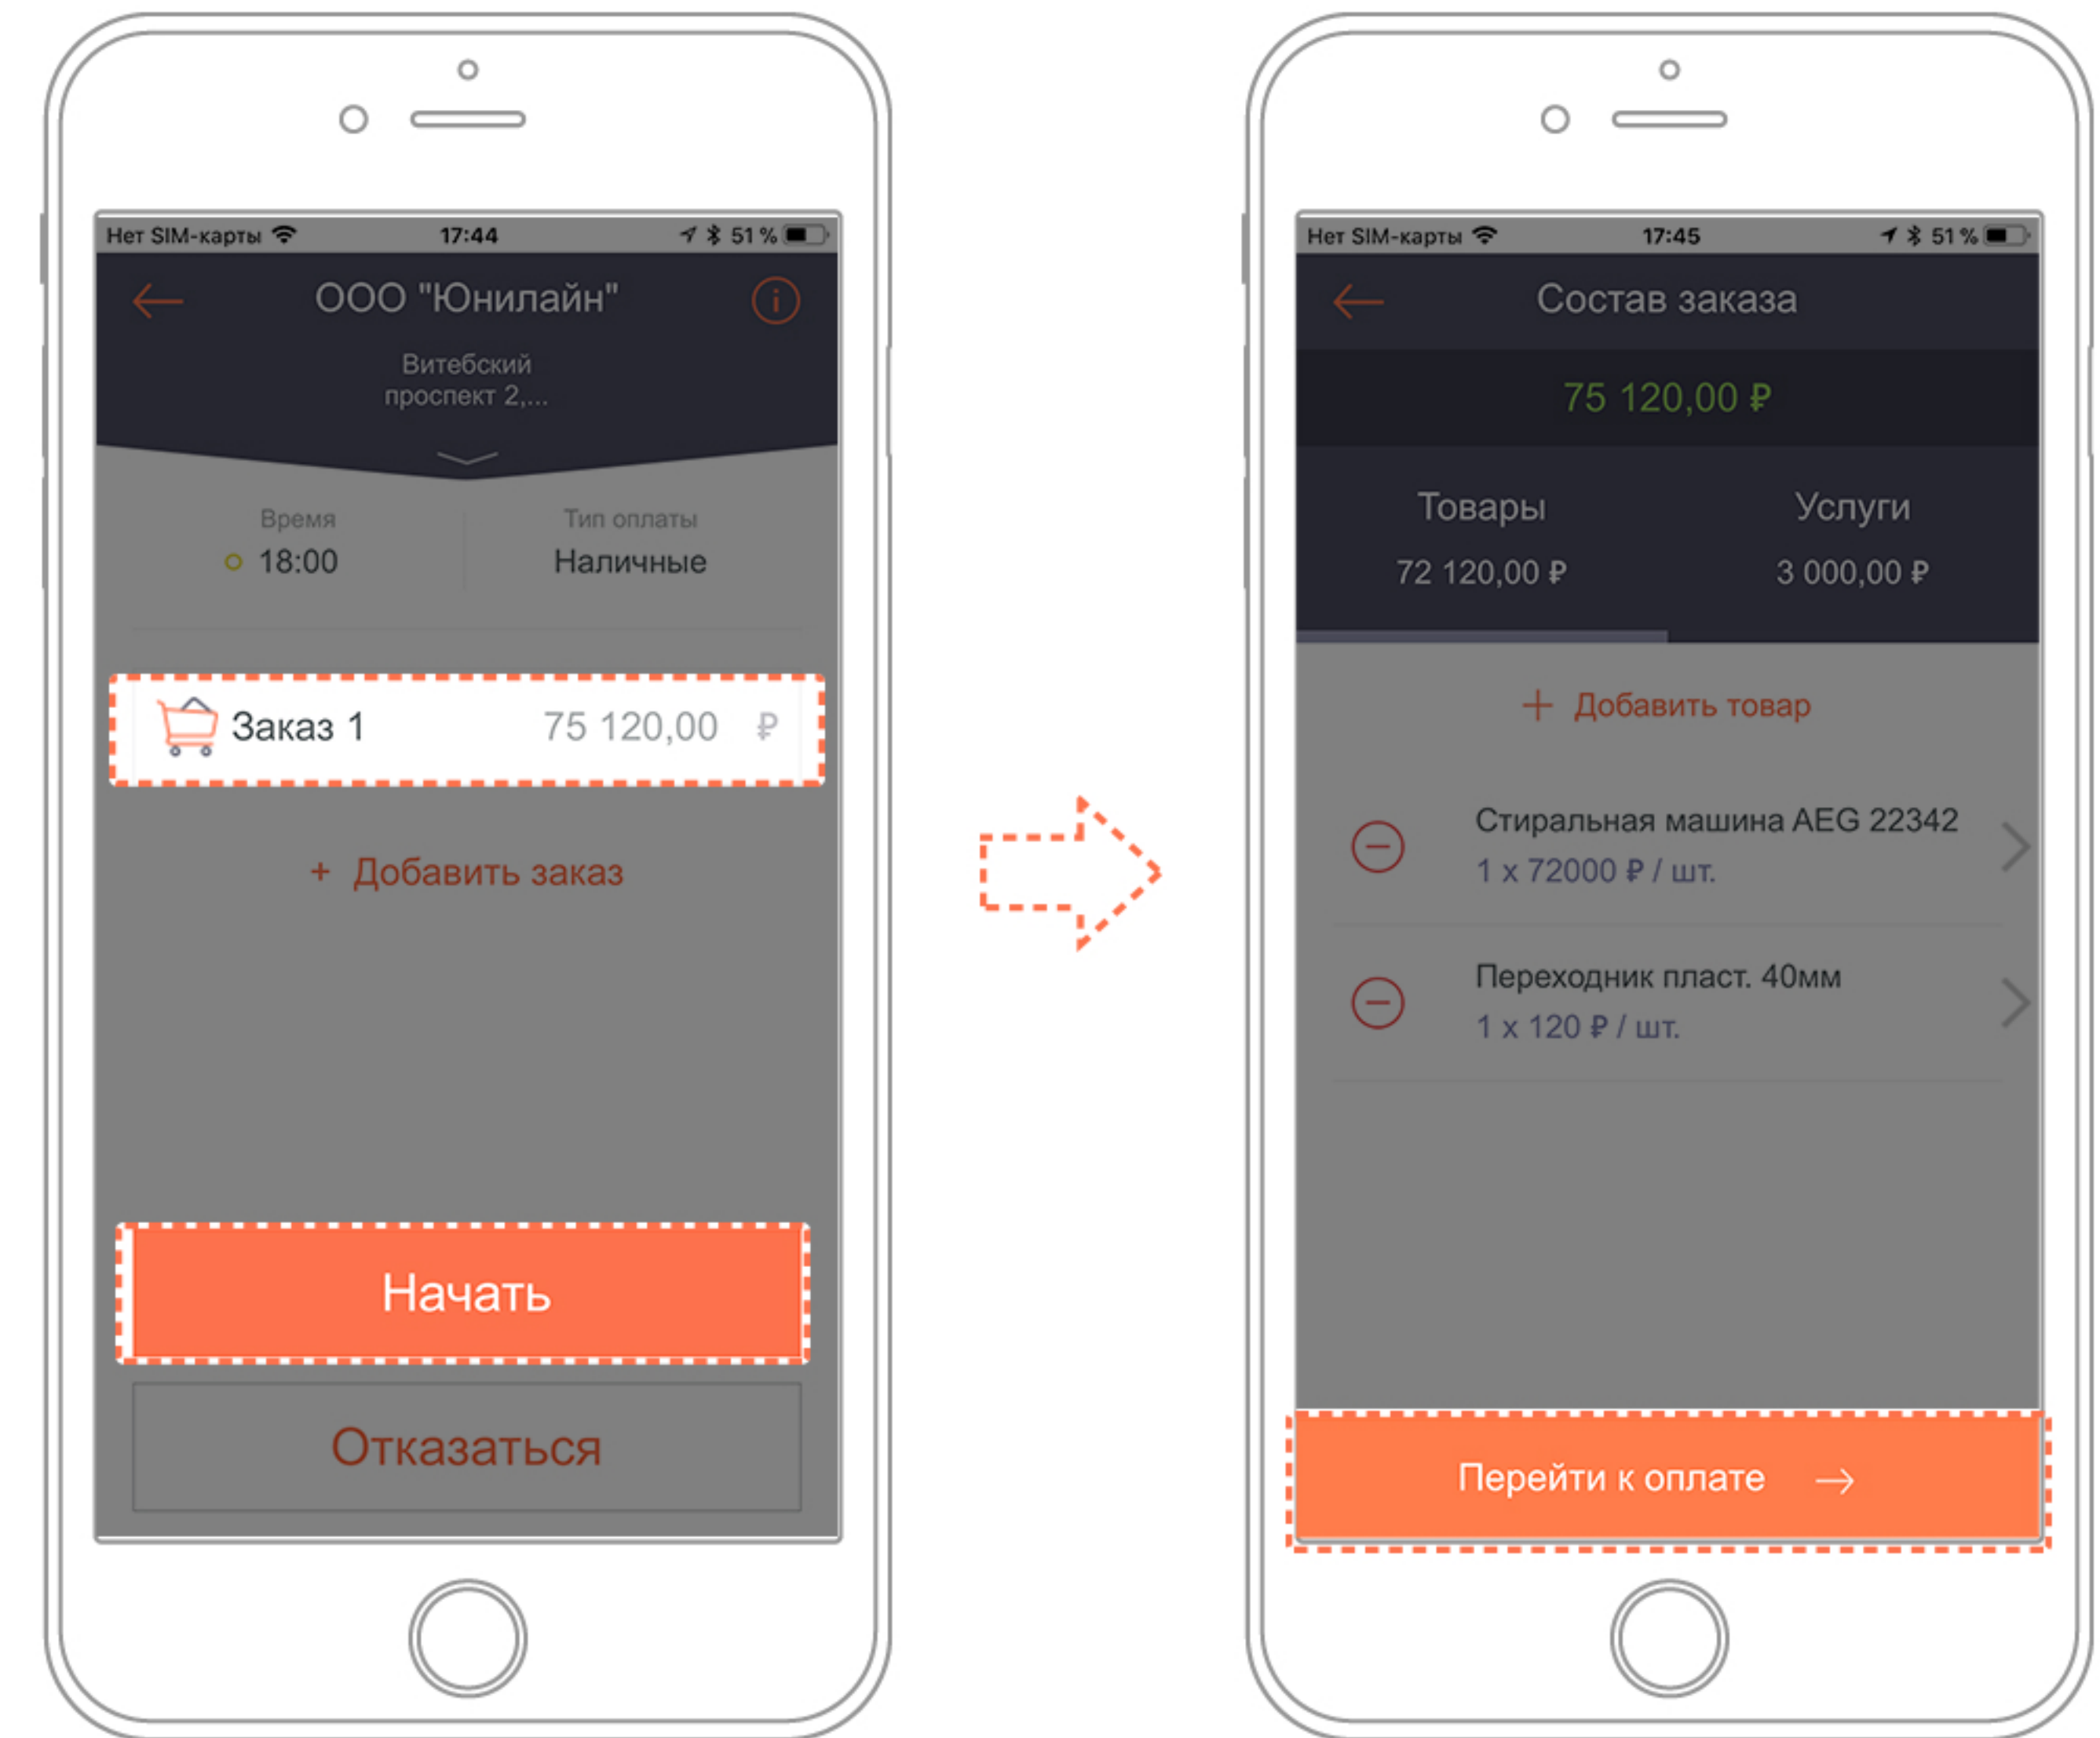 Нет SIM-карты 17:44 51 %
ООО "Юнилайн"
Витебский
проспект 2,...
Время Тип оплаты
18:00 Наличные
Заказ 1 75 120,00 ₽
+ Добавить заказ
Начать
Отказаться
Нет SIM-карты 17:45 51 %
Состав заказа
75 120,00 ₽
Товары Услуги
72 120,00 ₽ 3 000,00 ₽
+ Добавить товар
Стиральная машина AEG 22342
1 x 72000 ₽ / шт.
Переходник пласт. 40мм
1 x 120 ₽ / шт.
Перейти к оплате →